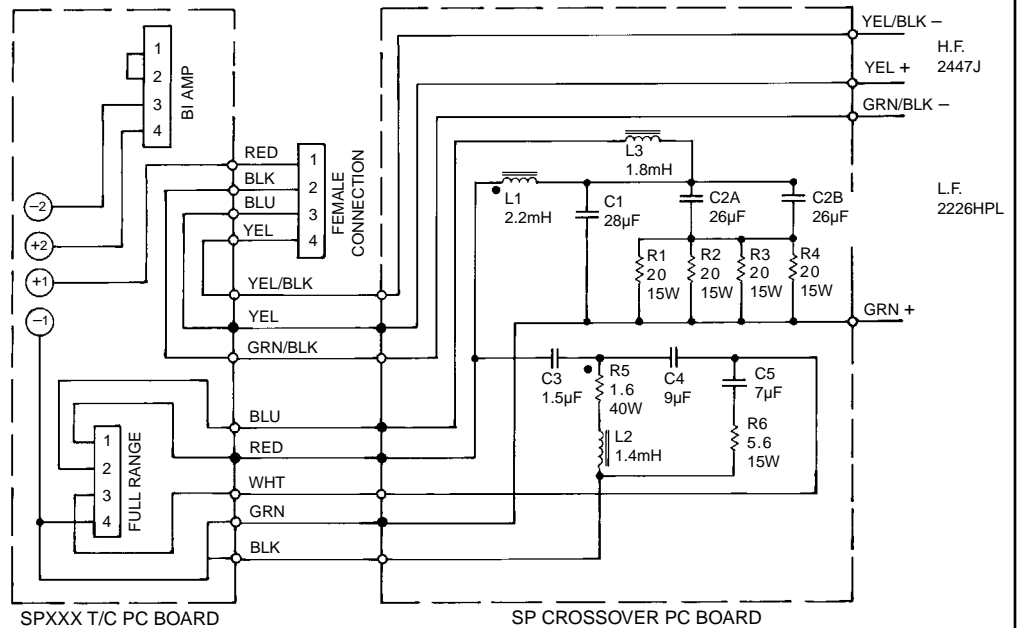 1
2
3
4
BI AMP
−2
+2
+1
−1
RED
BLK
BLU
YEL
1
2
3
4
FEMALE
CONNECTION
YEL/BLK
YEL
GRN/BLK
BLU
RED
WHT
GRN
BLK
1
2
3
4
FULL RANGE
SPXXX T/C PC BOARD
YEL/BLK −
H.F.
2447J
YEL +
GRN/BLK −
L3
1.8mH
L1
2.2mH
C1
28µF
C2A
26µF
C2B
26µF
L.F.
2226HPL
R1
20
15W
R2
20
15W
R3
20
15W
R4
20
15W
GRN +
C3
1.5µF
R5
1.6
40W
C4
9µF
C5
7µF
L2
1.4mH
R6
5.6
15W
SP CROSSOVER PC BOARD